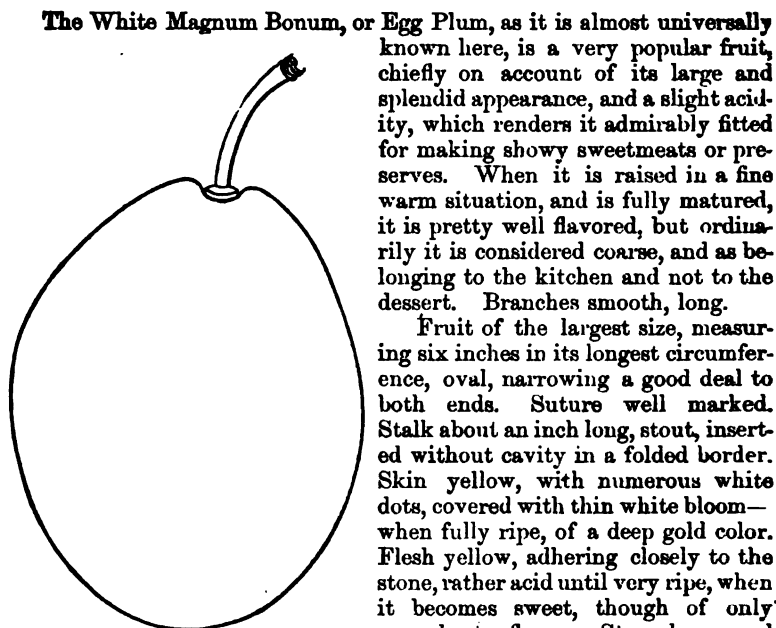 The White Magnum Bonum, or Egg Plum, as it is almost universally
known here, is a very popular fruit,
chiefly on account of its large and
splendid appearance, and a slight acid-
ity, which renders it admirably fitted
for making showy sweetmeats or pre-
serves. When it is raised in a fine
warm situation, and is fully matured,
it is pretty well flavored, but ordina-
rily it is considered coarse, and as be-
longing to the kitchen and not to the
dessert. Branches smooth, long.
Fruit of the largest size, measur-
ing six inches in its longest circumfer-
ence, oval, narrowing a good deal to
both ends. Suture well marked.
Stalk about an inch long, stout, insert-
ed without cavity in a folded border.
Skin yellow, with numerous white
dots, covered with thin white bloom—
when fully ripe, of a deep gold color.
Flesh yellow, adhering closely to the
stone, rather acid until very ripe, when
it becomes sweet, though of only